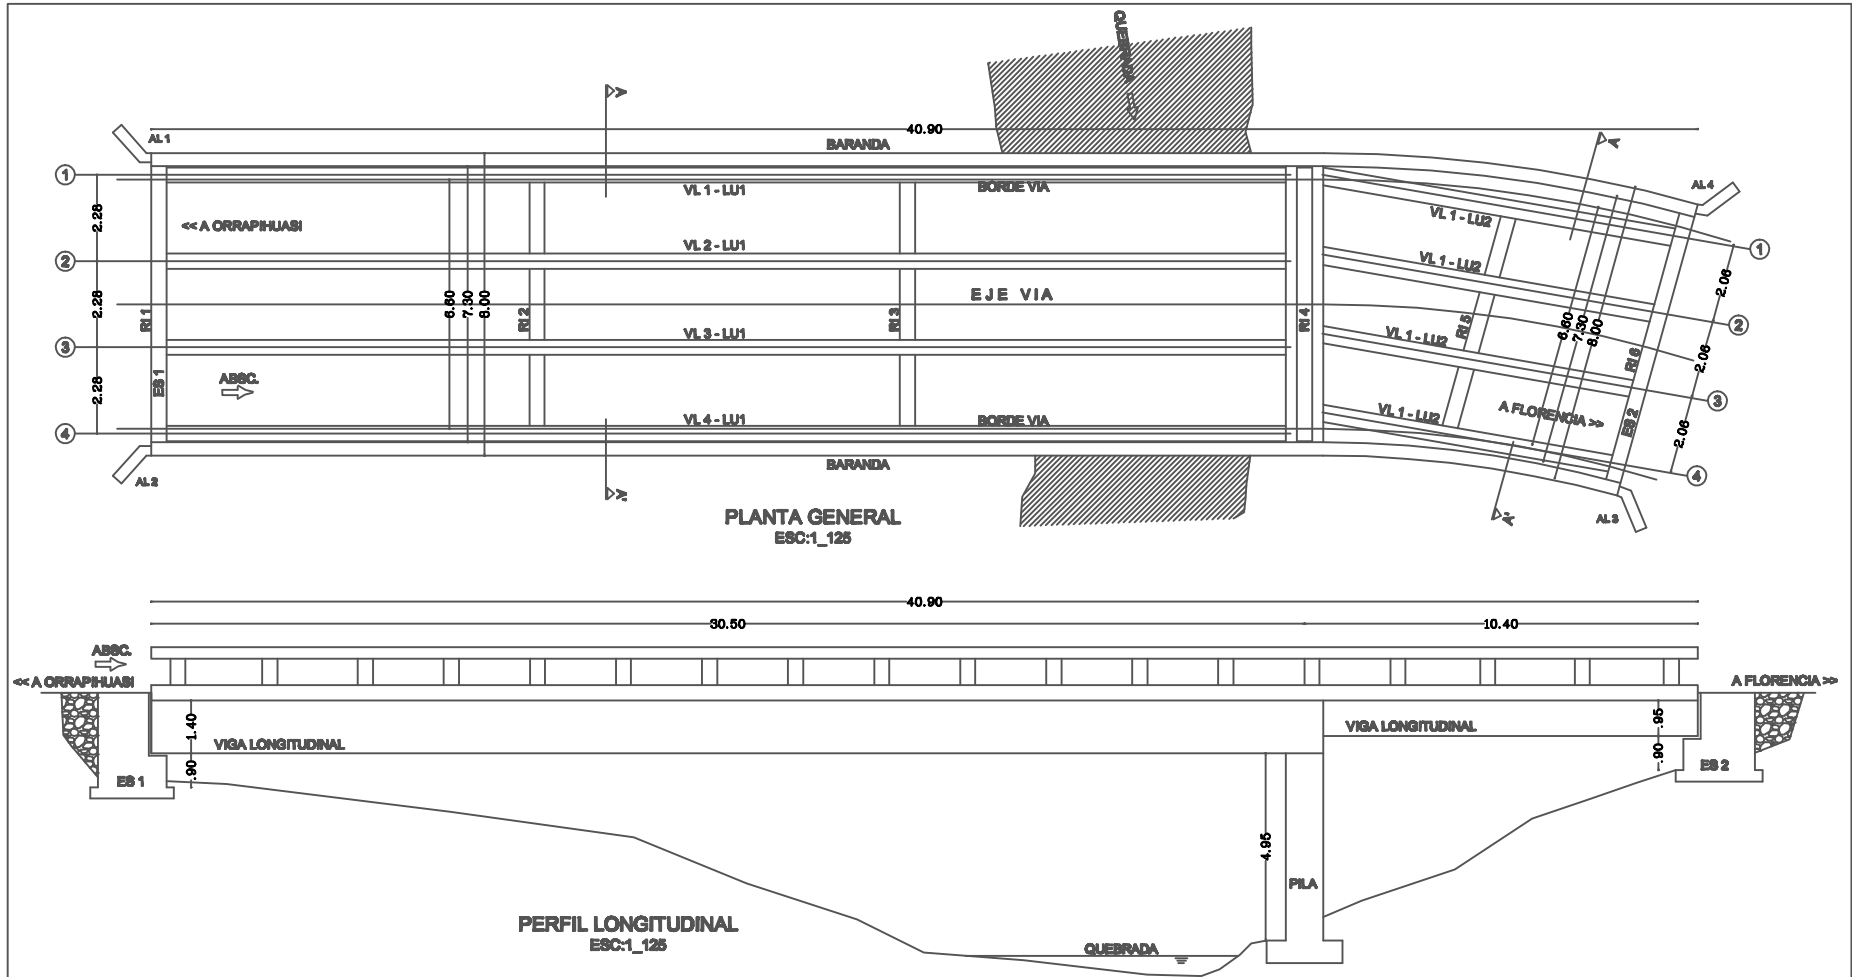 QUEBRADA
A
A
40.90
BARANDA
AL 1
AL 4
1
VL 1 - LU1
BORDE VIA
VL 1 - LU2
1
2.28
<< A ORRAPIHUASI
2
VL 2 - LU1
VL 1 - LU2
2.06
2.28
6.60
7.30
8.00
EJE VIA
RI 1
RI 2
RI 3
RI 4
RI 5
6.60
7.30
8.00
2
3
VL 3 - LU1
VL 1 - LU2
RI 6
2.06
2.28
ES 1
ABSC.
3
VL 4 - LU1
BORDE VIA
VL 1 - LU2
A FLORENCIA >>
ES 2
2.06
4
BARANDA
4
AL 2
A'
A'
AL 3
PLANTA GENERAL
ESC:1_125
40.90
30.50
10.40
ABSC.
<< A ORRAPIHUASI
A FLORENCIA >>
1.40
VIGA LONGITUDINAL
VIGA LONGITUDINAL
.95
.90
.90
ES 1
ES 2
4.95
PILA
PERFIL LONGITUDINAL
ESC:1_125
QUEBRADA